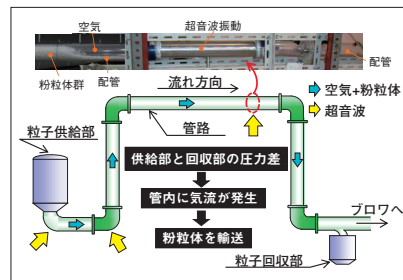 空気
超音波振動
粉粒体群
配管
配管
流れ方向
空気+粉粒体
超音波
管路
粒子供給部
供給部と回収部の圧力差
管内に気流が発生
粉粒体を輸送
ブロワへ
粒子回収部